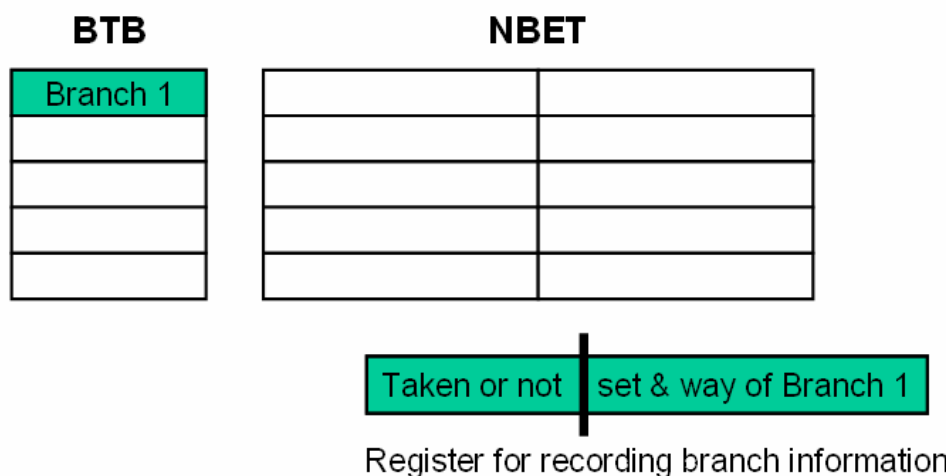 BTB NBET
Branch 1
Taken or not set & way of Branch 1
Register for recording branch information